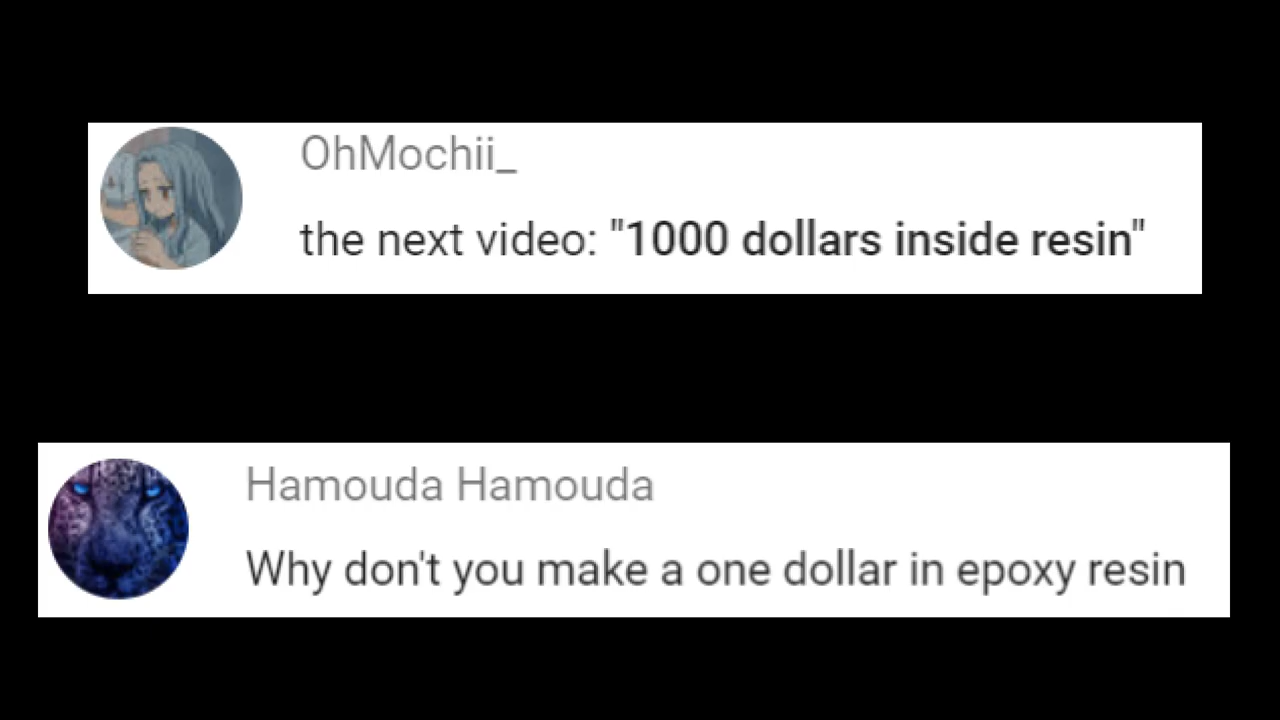 OhMochii_
the next video: "1000 dollars inside resin"
Hamouda Hamouda
Why don't you make a one dollar in epoxy resin